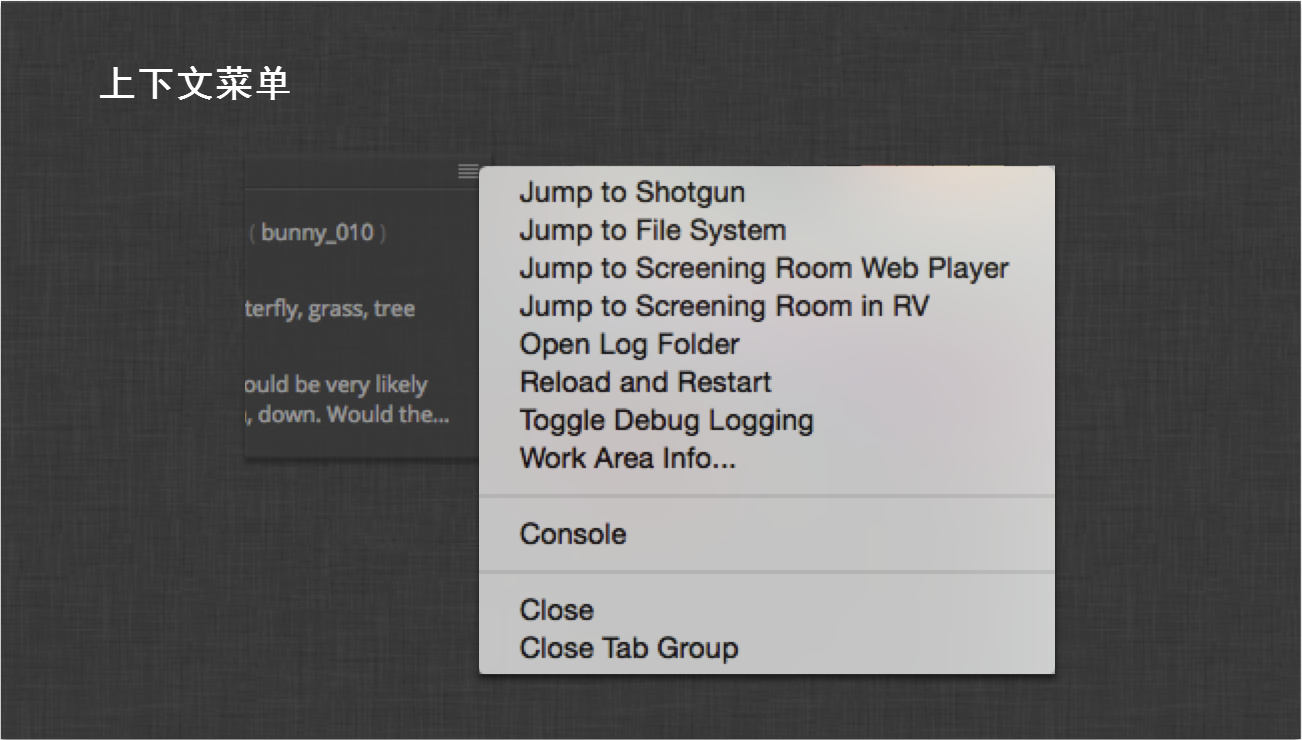 上下文菜单
( bunny_010 )
terfly, grass, tree
ould be very likely
, down. Would the...
Jump to Shotgun
Jump to File System
Jump to Screening Room Web Player
Jump to Screening Room in RV
Open Log Folder
Reload and Restart
Toggle Debug Logging
Work Area Info...
Console
Close
Close Tab Group